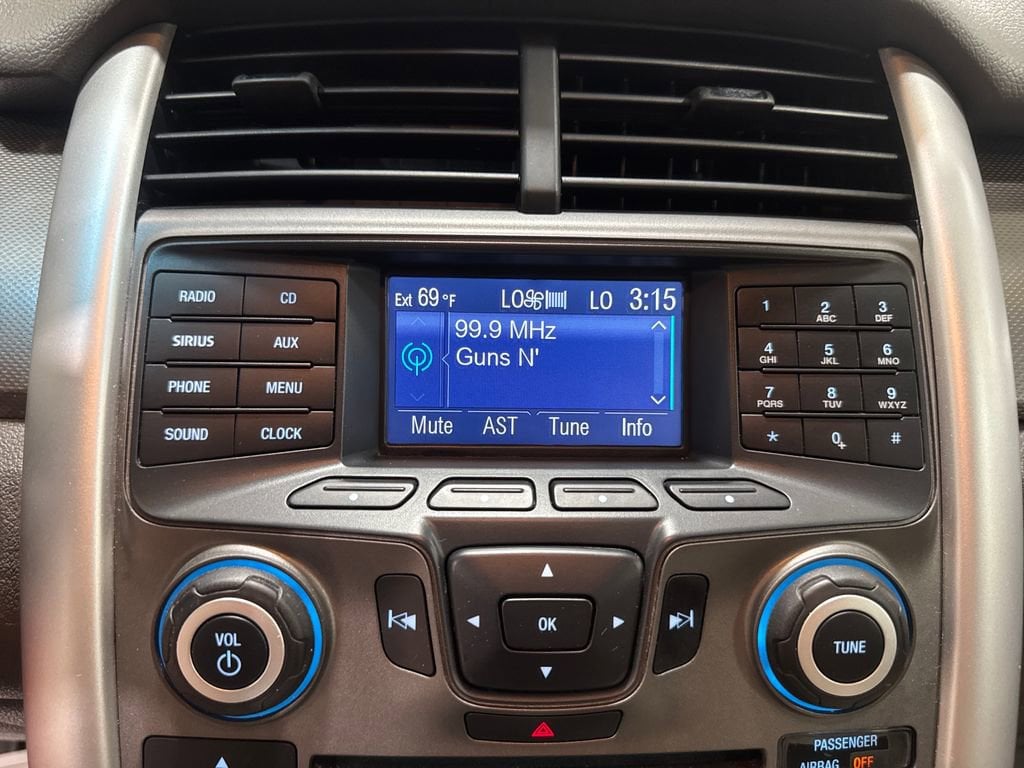 RADIO CD
SIRIUS AUX
PHONE MENU
SOUND CLOCK
Ext 69 °F LO LO 3:15
99.9 MHz
Guns N'
Mute AST Tune Info
1 2 ABC 3 DEF
4 GHI 5 JKL 6 MNO
7 PQRS 8 TUV 9 WXYZ
* 0+ #
VOL
OK
TUNE
PASSENGER
AIRBAG OFF